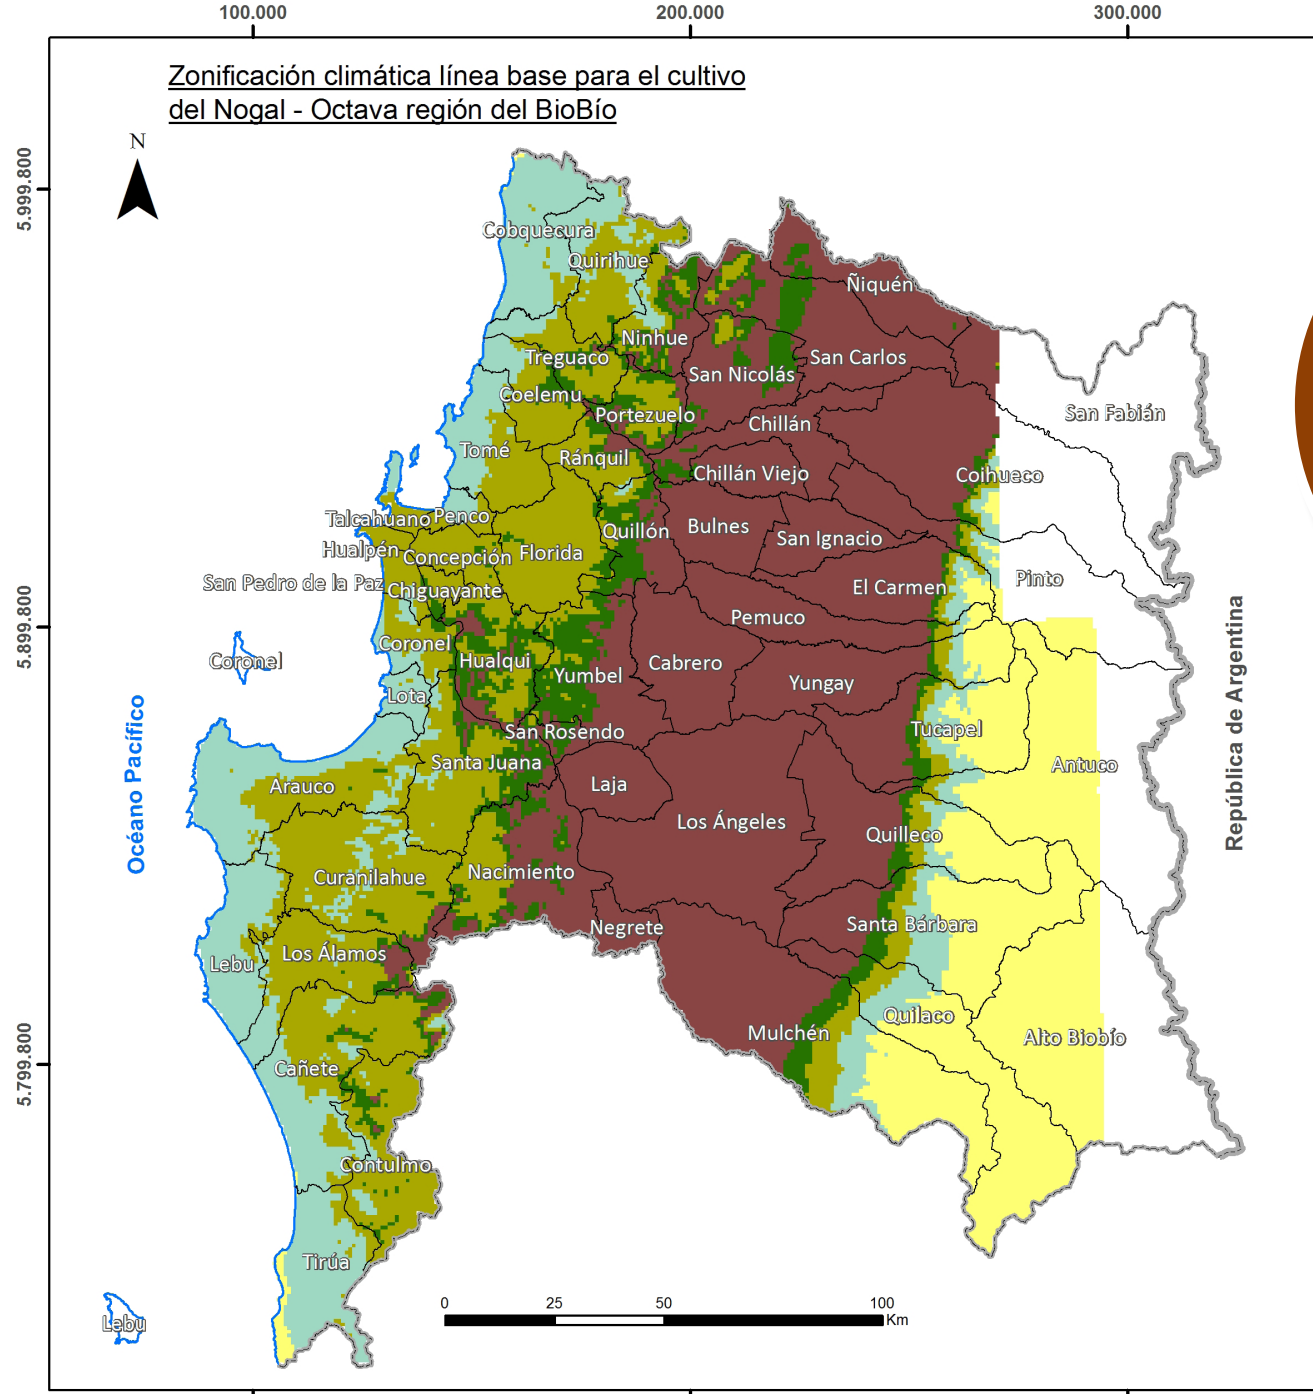 100.000
200.000
300.000
Zonificación climática línea base para el cultivo
del Nogal - Octava región del BioBío
N
5.999.800
Cobquecura
Quirihue
Ñiquén
Ninhue
Treguaco
San Carlos
San Nicolás
Coelemu
Portezuelo
San Fabián
Chillán
Tomé
Ránquil
Chillán Viejo
Coihueco
Talcahuano
Penco
Quillón
Bulnes
San Ignacio
Hualpén
Concepción
Florida
San Pedro de la Paz
Chiguayante
El Carmen
Pinto
5.899.800
Pemuco
Coronel
Coronel
Hualqui
Cabrero
Yumbel
Yungay
Lota
San Rosendo
Tucapel
Santa Juana
Antuco
República de Argentina
Océano Pacífico
Arauco
Laja
Los Ángeles
Quilleco
Curanilahue
Nacimiento
Negrete
Santa Bárbara
Los Álamos
Lebu
Quilaco
Mulchén
Alto Biobío
5.799.800
Cañete
Contulmo
Tirúa
Lebu
0
25
50
100
Km